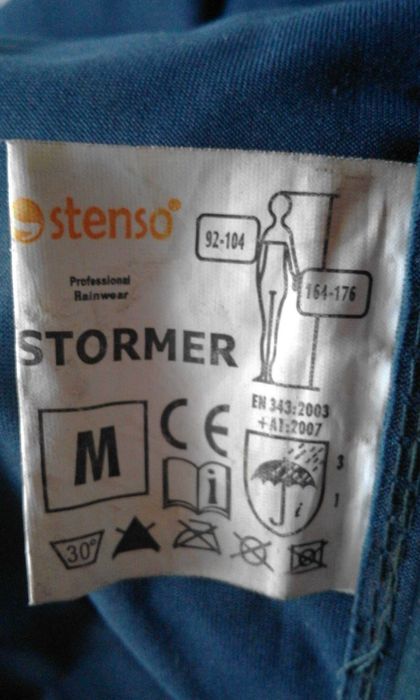 stenso®
92-104
164-176
Professional
Rainwear
STORMER
EN 343:2003
+A1:2007
M
CE
i
3
i
1
30°